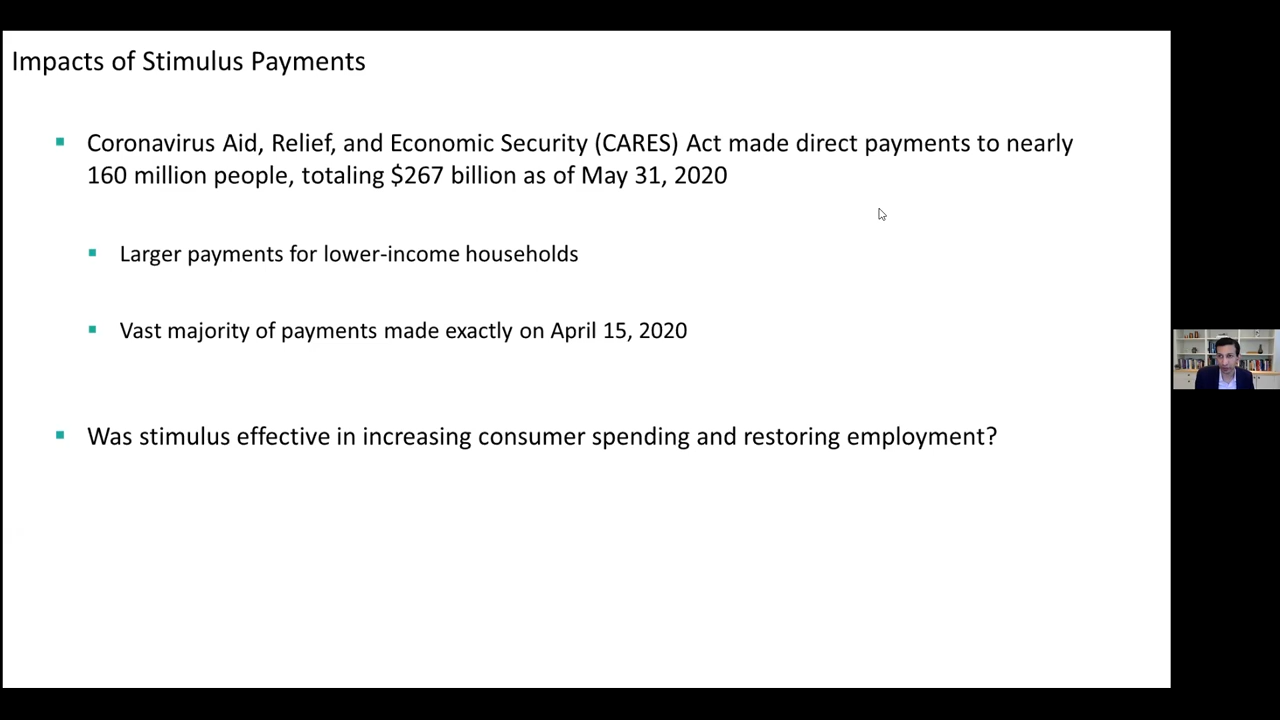 Impacts of Stimulus Payments
Coronavirus Aid, Relief, and Economic Security (CARES) Act made direct payments to nearly
160 million people, totaling $267 billion as of May 31, 2020
Larger payments for lower-income households
Vast majority of payments made exactly on April 15, 2020
Was stimulus effective in increasing consumer spending and restoring employment?